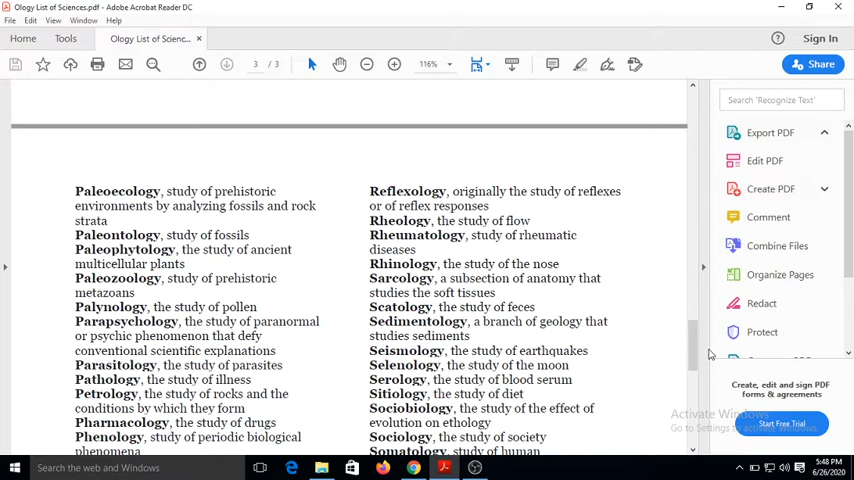 Ology List of Sciences.pdf - Adobe Acrobat Reader DC
File Edit View Window Help
Home Tools Ology List of Scienc... × Sign In
3 / 3 116% Share
Search 'Recognize Text'
Export PDF
Edit PDF
Create PDF
Comment
Combine Files
Organize Pages
Redact
Protect
Create, edit and sign PDF
forms & agreements
Start Free Trial
Paleoecology, study of prehistoric
environments by analyzing fossils and rock
strata
Paleontology, study of fossils
Paleophytology, the study of ancient
multicellular plants
Paleozoology, study of prehistoric
metazoans
Palynology, the study of pollen
Parapsychology, the study of paranormal
or psychic phenomenon that defy
conventional scientific explanations
Parasitology, the study of parasites
Pathology, the study of illness
Petrology, the study of rocks and the
conditions by which they form
Pharmacology, the study of drugs
Phenology, study of periodic biological
phenomena
Reflexology, originally the study of reflexes
or of reflex responses
Rheology, the study of flow
Rheumatology, study of rheumatic
diseases
Rhinology, the study of the nose
Sarcology, a subsection of anatomy that
studies the soft tissues
Scatology, the study of feces
Sedimentology, a branch of geology that
studies sediments
Seismology, the study of earthquakes
Selenology, the study of the moon
Serology, the study of blood serum
Sitiology, the study of diet
Sociobiology, the study of the effect of
evolution on ethology
Sociology, the study of society
Somatology, study of human
Activate Windows
Go to Settings to activate Windows.
Search the web and Windows
5:48 PM
6/26/2020